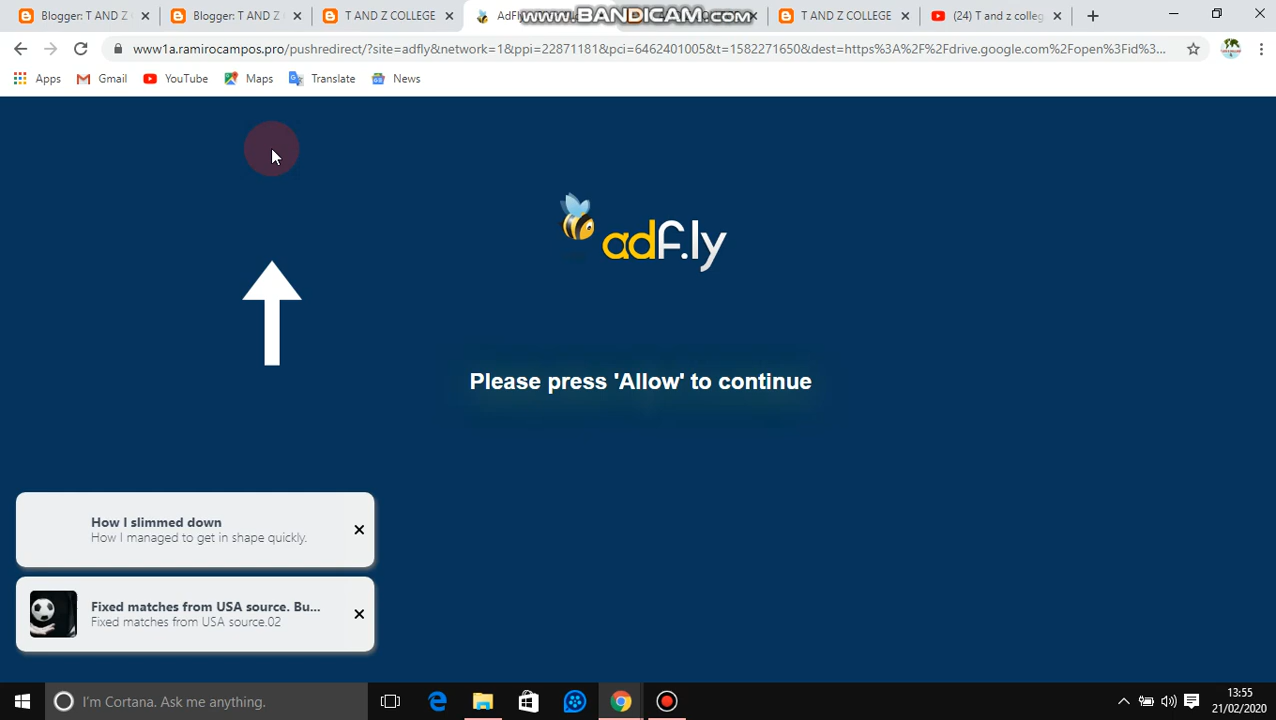 Blogger: T AND Z
Blogger: T AND Z
T AND Z COLLEGE
AdFl
WWW.BANDICAM.COM
T AND Z COLLEGE
(24) T and z colleg
www1a.ramirocampos.pro/pushredirect/?site=adfly&network=1&ppi=22871181&pci=6462401005&t=1582271650&dest=https%3A%2F%2Fdrive.google.com%2Fopen%3Fid%3...
Apps
Gmail
YouTube
Maps
Translate
News
adf.ly
Please press 'Allow' to continue
How I slimmed down
How I managed to get in shape quickly.
Fixed matches from USA source. Bu...
Fixed matches from USA source.02
I'm Cortana. Ask me anything.
13:55
21/02/2020